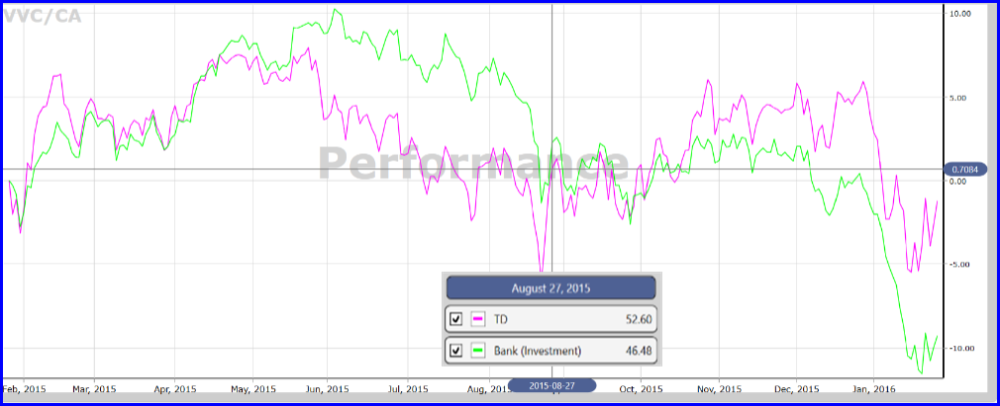 VVC/CA
Performance
10.00
5.00
0.7084
0.00
-5.00
-10.00
August 27, 2015
TD 52.60
Bank (Investment) 46.48
Feb, 2015 Mar, 2015 Apr, 2015 May, 2015 Jun, 2015 Jul, 2015 Aug, 2015 2015-08-27 Oct, 2015 Nov, 2015 Dec, 2015 Jan, 2016